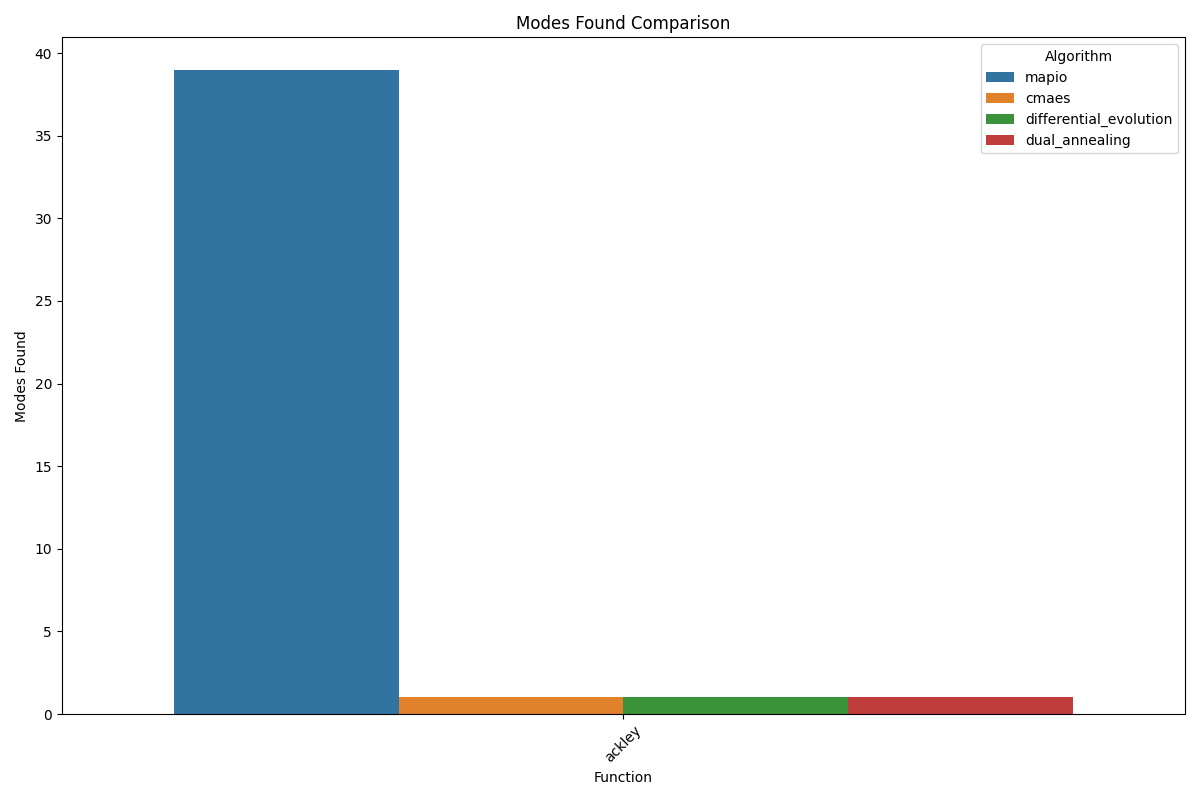 Modes Found Comparison
Algorithm
mapio
cmaes
differential_evolution
dual_annealing
Modes Found
40
35
30
25
20
15
10
5
0
ackley
Function